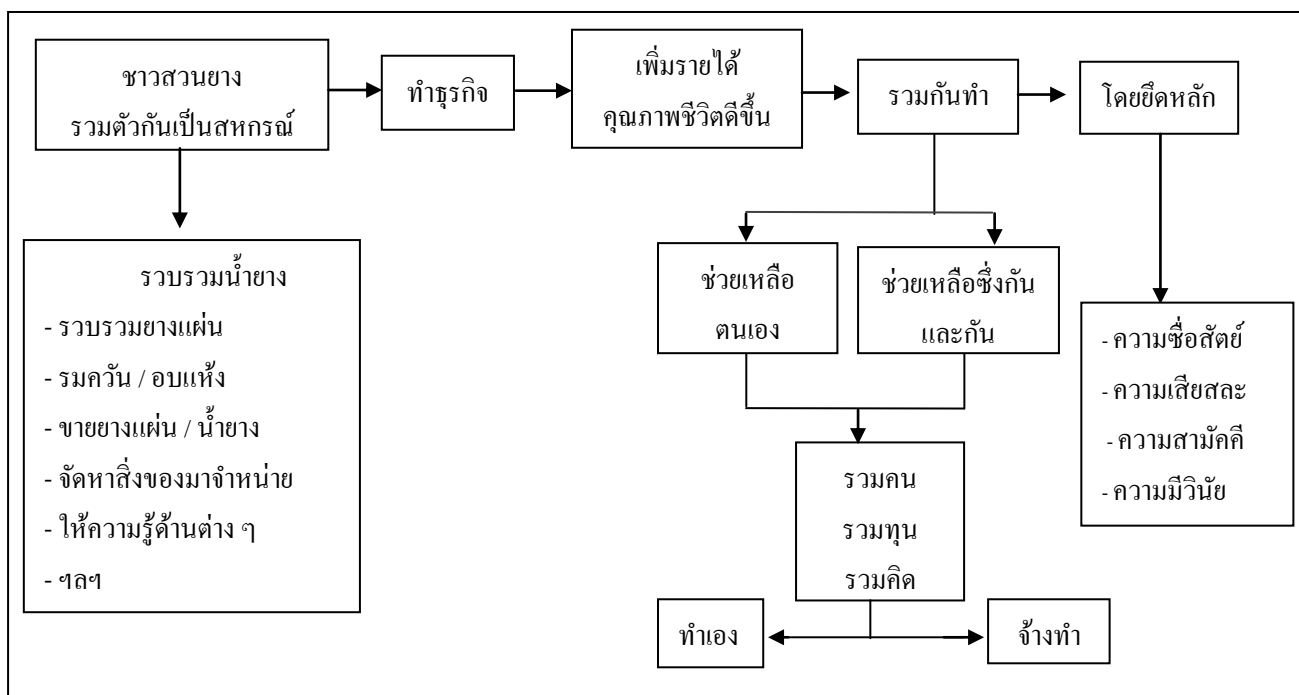 ชาวสวนยาง
รวมตัวกันเป็นสหกรณ์
ทำธุรกิจ
เพิ่มรายได้
คุณภาพชีวิตดีขึ้น
รวมกันทำ
โดยยึดหลัก
รวบรวมน้ำยาง
- รวบรวมยางแผ่น
- รมควัน / อบแห้ง
- ขายยางแผ่น / น้ำยาง
- จัดหาสิ่งของมาจำหน่าย
- ให้ความรู้ด้านต่าง ๆ
- ฯลฯ
ช่วยเหลือ
ตนเอง
ช่วยเหลือซึ่งกัน
และกัน
- ความซื่อสัตย์
- ความเสียสละ
- ความสามัคคี
- ความมีวินัย
รวมคน
รวมทุน
รวมคิด
ทำเอง
จ้างทำ